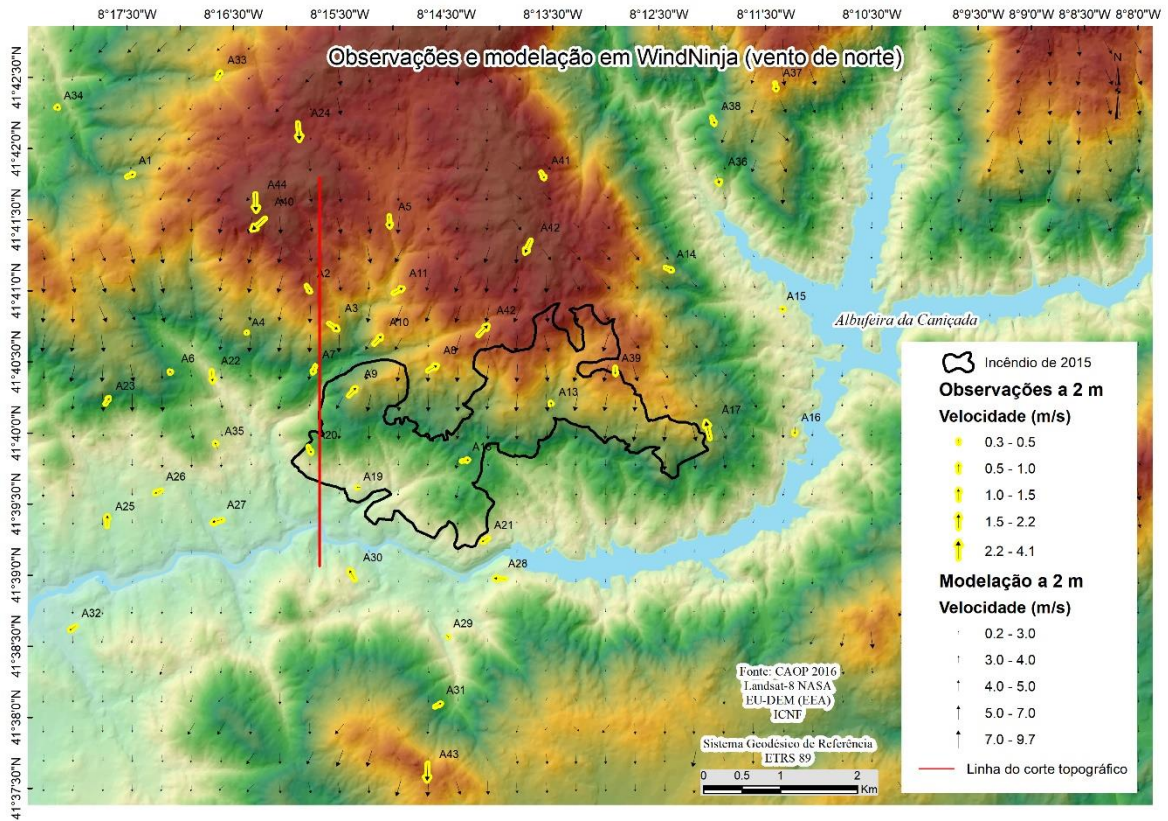 8°17'30"W 8°16'30"W 8°15'30"W 8°14'30"W 8°13'30"W 8°12'30"W 8°11'30"W 8°10'30"W 8°9'30"W 8°9'0"W 8°8'30"W 8°8'0"W
Observações e modelação em WindNinja (vento de norte)
N
A33
A37
41°42'30"N
A34
A38
A24
41°42'0"N
A1
A41
A36
A44
A40
A5
41°41'30"N
A42
A14
A2
A11
41°41'0"N
A15
A3
A42
Albufeira da Caniçada
A4
A10
A6
A22
A7
A8
A39
Incêndio de 2015
41°40'30"N
A23
A9
A13
Observações a 2 m
Velocidade (m/s)
A17
A16
0.3 - 0.5
41°40'0"N
A35
A20
0.5 - 1.0
A19
1.0 - 1.5
A26
41°39'30"N
A25
A27
1.5 - 2.2
A21
2.2 - 4.1
A30
A28
41°39'0"N
Modelação a 2 m
Velocidade (m/s)
A32
A29
0.2 - 3.0
41°38'30"N
3.0 - 4.0
A31
4.0 - 5.0
41°38'0"N
5.0 - 7.0
A43
7.0 - 9.7
41°37'30"N
Linha do corte topográfico
Fonte: CAOP 2016
Landsat-8 NASA
EU-DEM (EEA)
ICNF
Sistema Geodésico de Referência
ETRS 89
0 0.5 1 2
Km